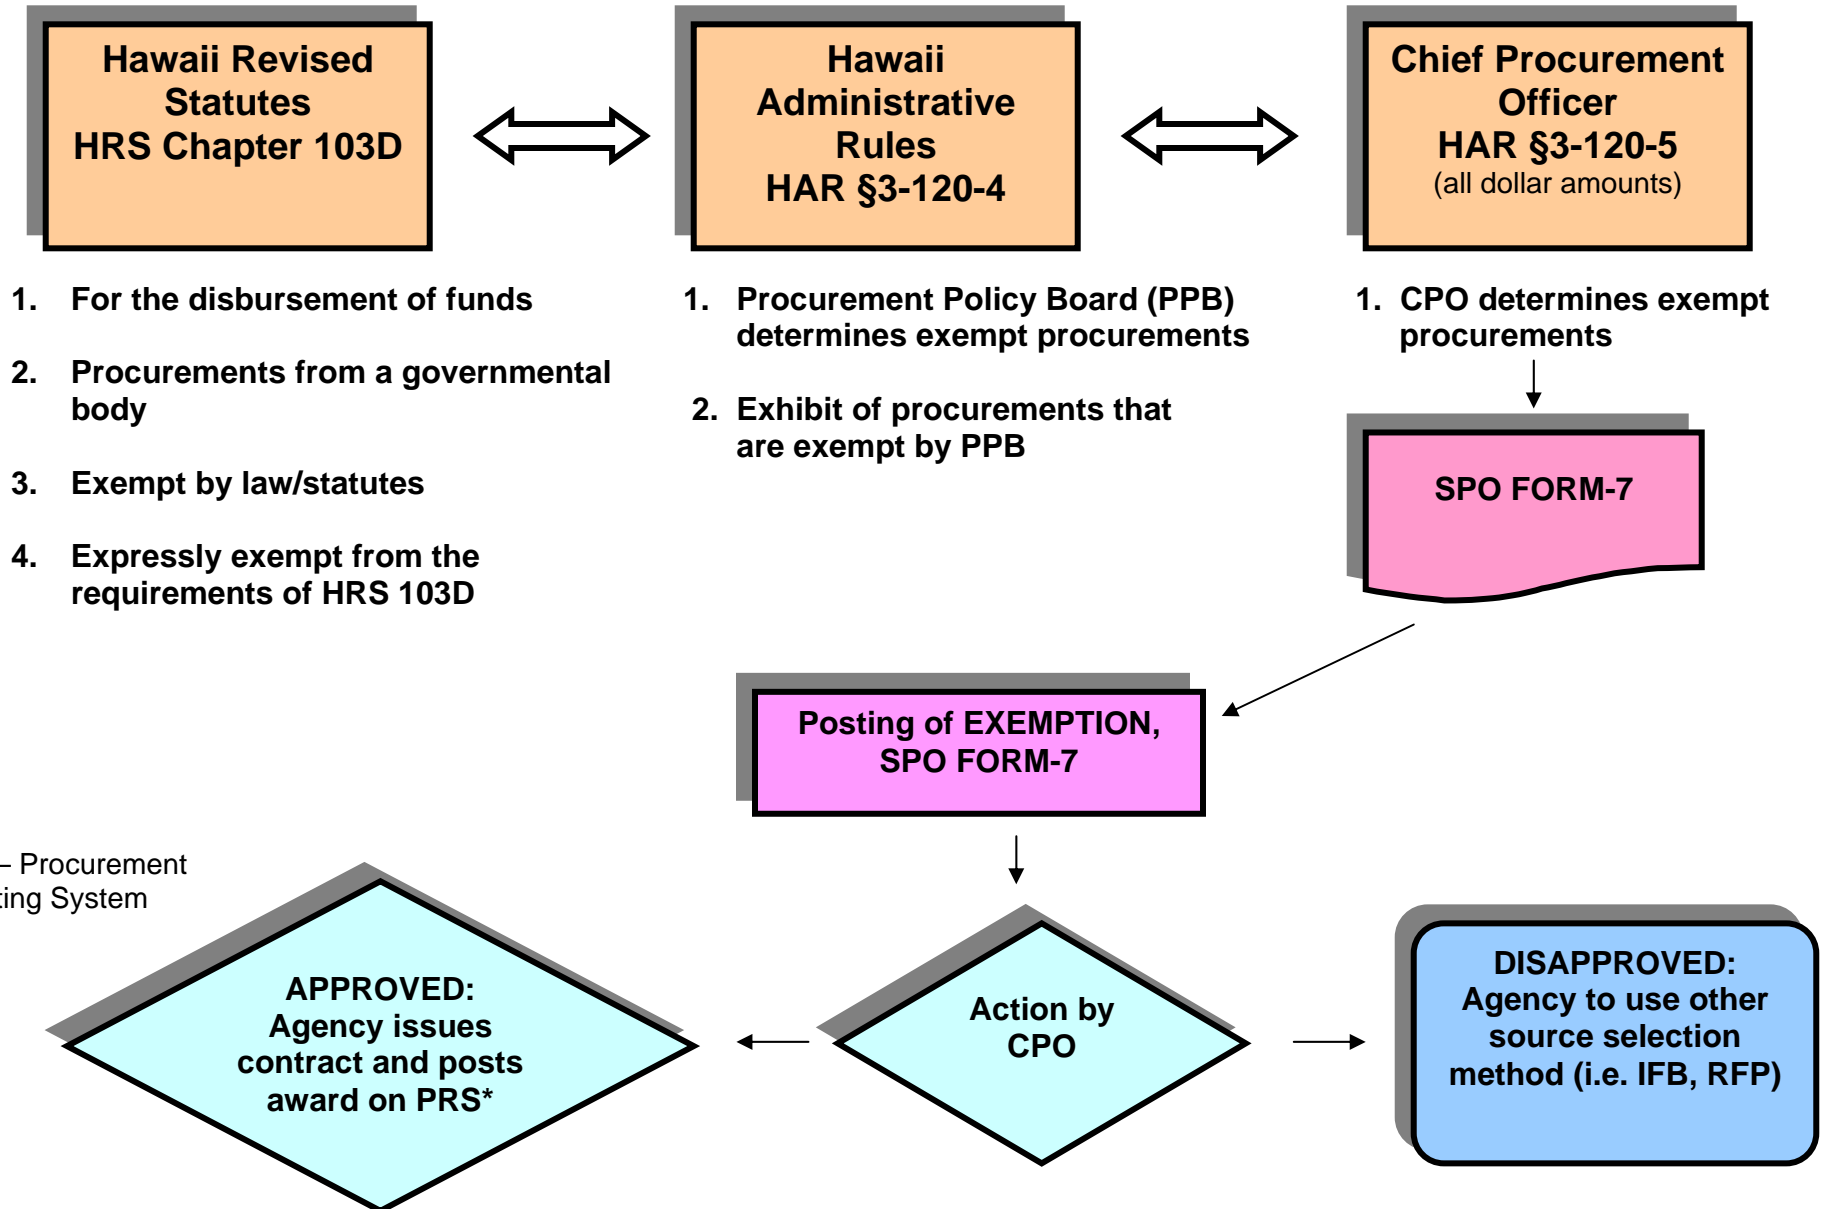 Hawaii Revised
Statutes
HRS Chapter 103D
Hawaii
Administrative
Rules
HAR §3-120-4
Chief Procurement
Officer
HAR §3-120-5
(all dollar amounts)
1. For the disbursement of funds
2. Procurements from a governmental
body
3. Exempt by law/statutes
4. Expressly exempt from the
requirements of HRS 103D
1. Procurement Policy Board (PPB)
determines exempt procurements
2. Exhibit of procurements that
are exempt by PPB
1. CPO determines exempt
procurements
SPO FORM-7
Posting of EXEMPTION,
SPO FORM-7
– Procurement
ting System
APPROVED:
Agency issues
contract and posts
award on PRS*
Action by
CPO
DISAPPROVED:
Agency to use other
source selection
method (i.e. IFB, RFP)